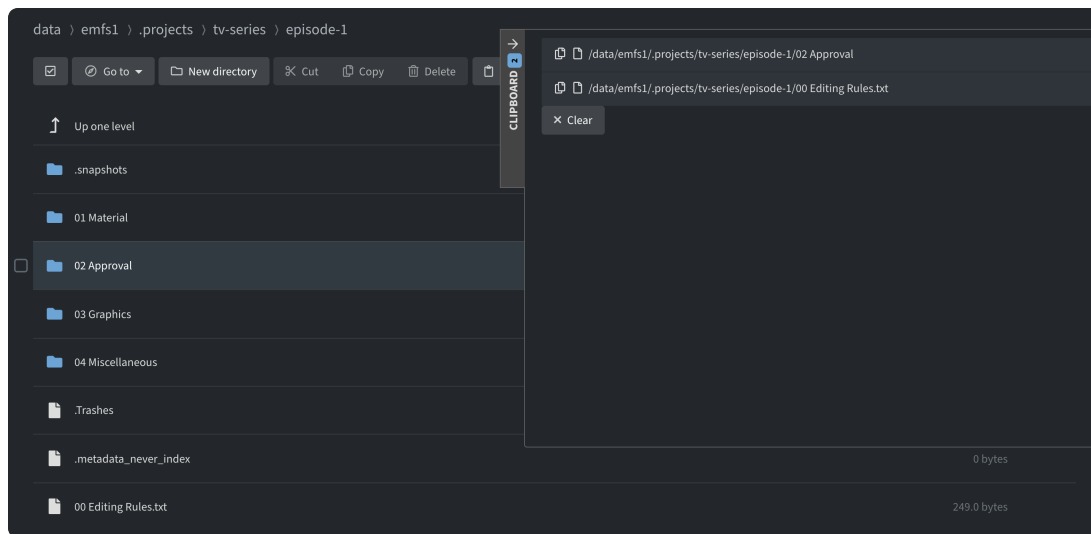 data 〉 emfs1 〉 .projects 〉 tv-series 〉 episode-1
Go to New directory Cut Copy Delete
Up one level
.snapshots
01 Material
02 Approval
03 Graphics
04 Miscellaneous
.Trashes
.metadata_never_index 0 bytes
00 Editing Rules.txt 249.0 bytes
CLIPBOARD 2
/data/emfs1/.projects/tv-series/episode-1/02 Approval
/data/emfs1/.projects/tv-series/episode-1/00 Editing Rules.txt
Clear